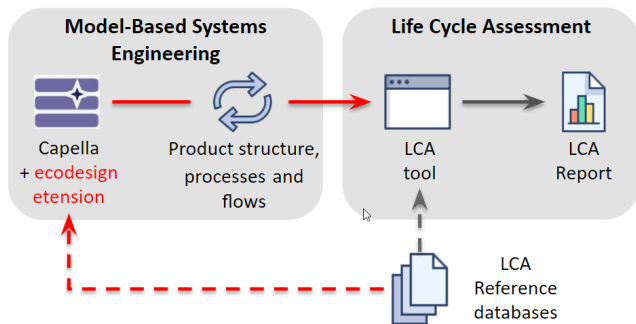 Model-Based Systems
Engineering
Life Cycle Assessment
Capella
+ ecodesign
etension
Product structure,
processes and
flows
LCA
tool
LCA
Report
LCA
Reference
databases